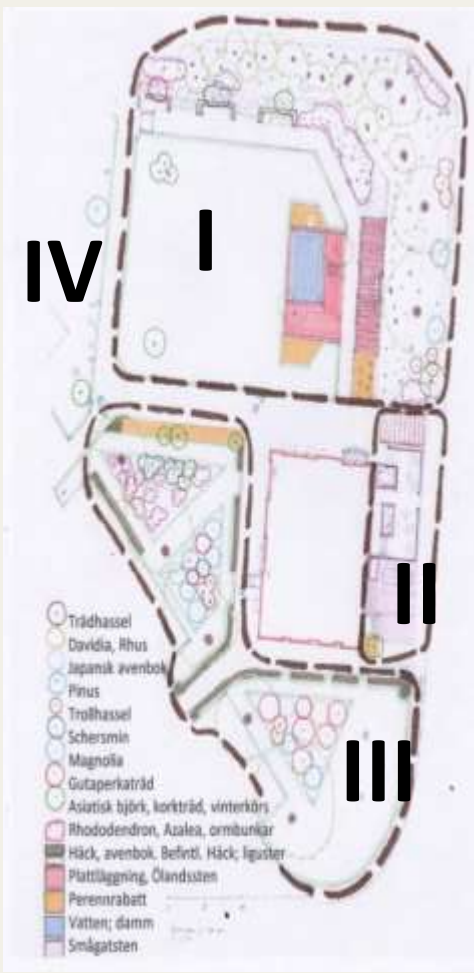 I
IV
II
III
Trädhassel
Davidia, Rhus
Japansk avenbok
Pinus
Trollhassel
Schersmin
Magnolia
Gutaperkaträd
Asiatisk björk, korkträd, vinterkörs
Rhododendron, Azalea, ormbunkar
Häck, avenbok. Befintl. Häck; liguster
Plattläggning, Ölandssten
Perennrabatt
Vatten; damm
Smågatsten